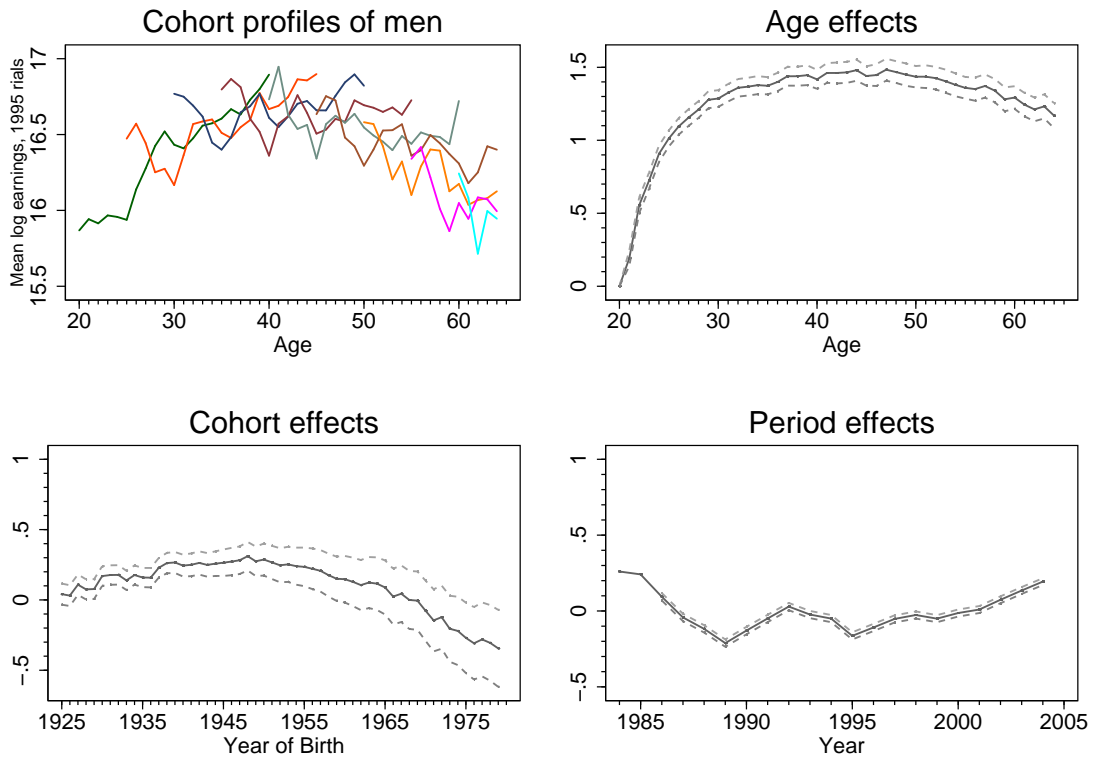 Cohort profiles of men
Mean log earnings, 1995 rials
17
16.5
16
15.5
20 30 40 50 60
Age
Age effects
1.5
1
.5
0
20 30 40 50 60
Age
Cohort effects
1
.5
0
−.5
1925 1935 1945 1955 1965 1975
Year of Birth
Period effects
1
.5
0
−.5
1985 1990 1995 2000 2005
Year